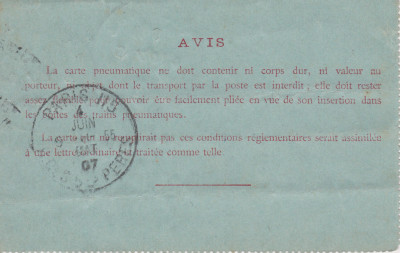 AVIS
La carte pneumatique ne doit contenir ni corps dur, ni valeur au
porteur, ni objet dont le transport par la poste est interdit; elle doit rester
assez pour pouvoir être facilement pliée en vue de son insertion dans
les boîtes des trains pneumatiques.
La carte qui ne remplirait pas ces conditions réglementaires serait assimilée
à une lettre ordinaire et traitée comme telle.
PARIS
4
JUIN
07